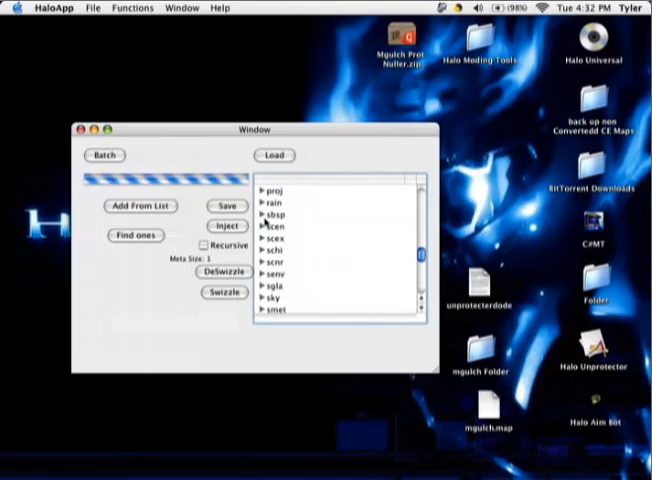 HaloApp File Functions Window Help (98%) Tue 4:32 PM Tyler
Mgulch Prot
Nuller.zip
Halo Moding Tools
Halo Universal
Window
Batch
Load
back up non
Convertedd CE Maps
proj
rain
sbsp
scen
scex
schi
scnr
senv
sgla
sky
smet
Add From List
Save
Inject
Find ones
Recursive
Meta Size: 1
DeSwizzle
Swizzle
BitTorrent Downloads
C#MT
unprotecterdode
Folder
mgulch Folder
Halo Unprotector
mgulch.map
Halo Aim Bot
H